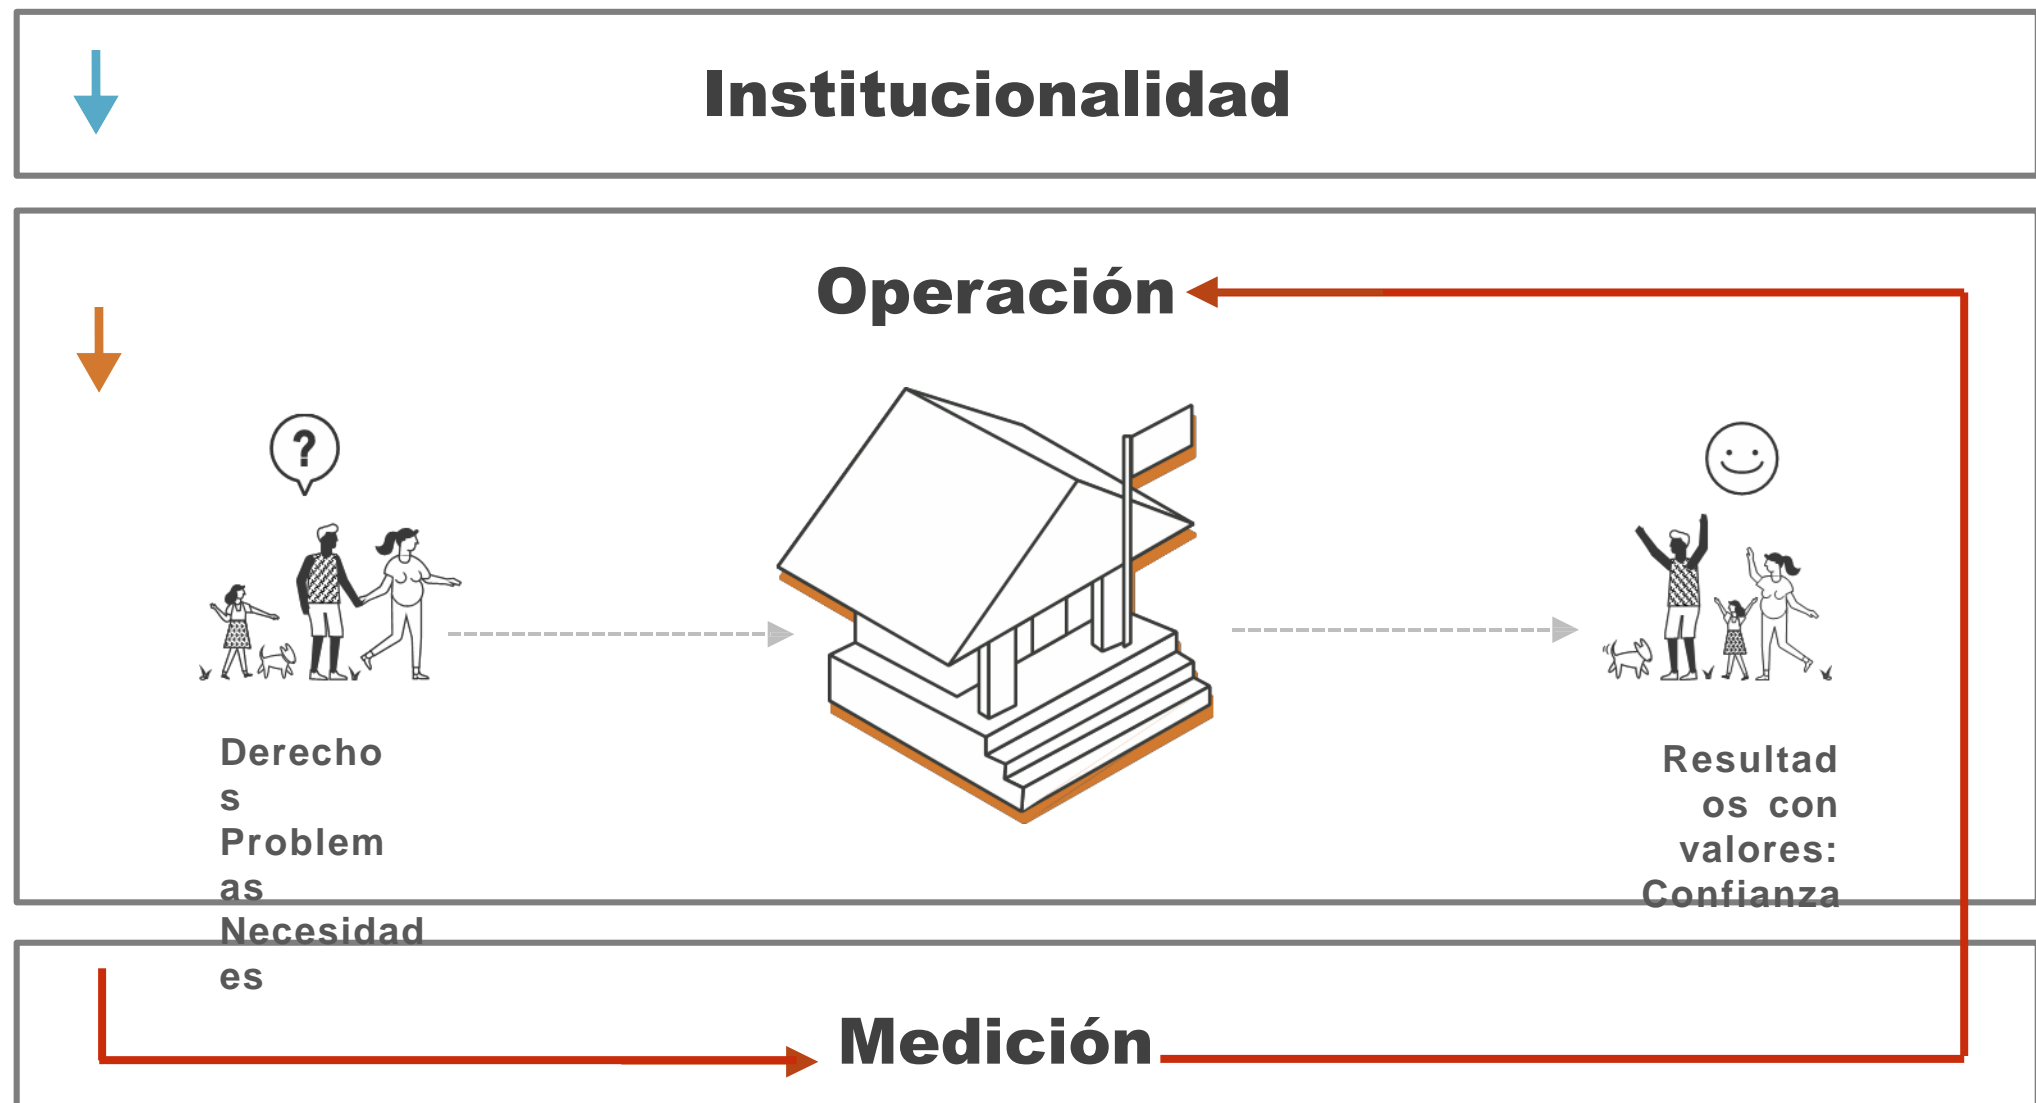 Institucionalidad
Operación
?
Derecho
s
Problem
as
Necesidad
es
Resultad
os con
valores:
Confianza
Medición